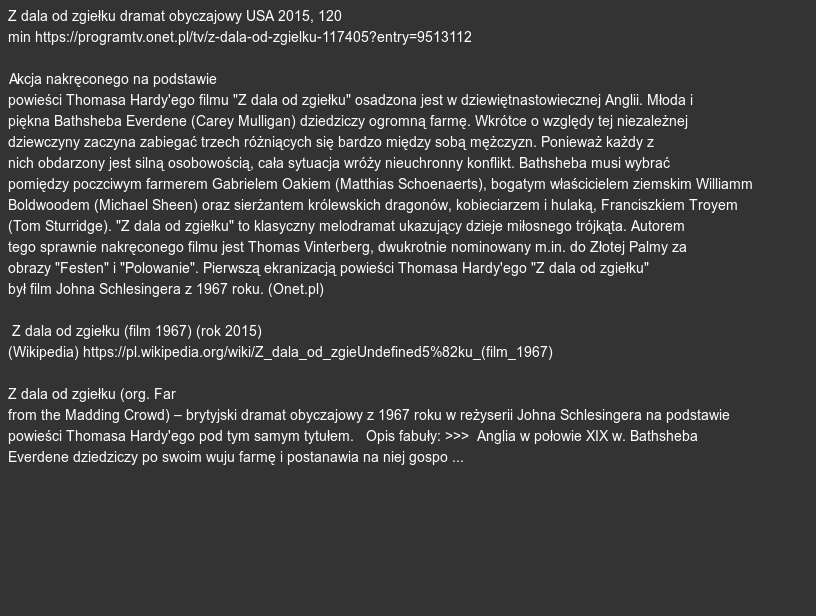 Z dala od zgiełku dramat obyczajowy USA 2015, 120
min https://programtv.onet.pl/tv/z-dala-od-zgielku-117405?entry=9513112
Akcja nakręconego na podstawie
powieści Thomasa Hardy'ego filmu "Z dala od zgiełku" osadzona jest w dziewiętnastowiecznej Anglii. Młoda i
piękna Bathsheba Everdene (Carey Mulligan) dziedziczy ogromną farmę. Wkrótce o względy tej niezależnej
dziewczyny zaczyna zabiegać trzech różniących się bardzo między sobą mężczyzn. Ponieważ każdy z
nich obdarzony jest silną osobowością, cała sytuacja wróży nieuchronny konflikt. Bathsheba musi wybrać
pomiędzy poczciwym farmerem Gabrielem Oakiem (Matthias Schoenaerts), bogatym właścicielem ziemskim Williamm
Boldwoodem (Michael Sheen) oraz sierżantem królewskich dragonów, kobieciarzem i hulaką, Franciszkiem Troyem
(Tom Sturridge). "Z dala od zgiełku" to klasyczny melodramat ukazujący dzieje miłosnego trójkąta. Autorem
tego sprawnie nakręconego filmu jest Thomas Vinterberg, dwukrotnie nominowany m.in. do Złotej Palmy za
obrazy "Festen" i "Polowanie". Pierwszą ekranizacją powieści Thomasa Hardy'ego "Z dala od zgiełku"
był film Johna Schlesingera z 1967 roku. (Onet.pl)
Z dala od zgiełku (film 1967) (rok 2015)
(Wikipedia) https://pl.wikipedia.org/wiki/Z_dala_od_zgieUndefined5%82ku_(film_1967)
Z dala od zgiełku (org. Far
from the Madding Crowd) – brytyjski dramat obyczajowy z 1967 roku w reżyserii Johna Schlesingera na podstawie
powieści Thomasa Hardy'ego pod tym samym tytułem.   Opis fabuły: >>>  Anglia w połowie XIX w. Bathsheba
Everdene dziedziczy po swoim wuju farmę i postanawia na niej gospo ...